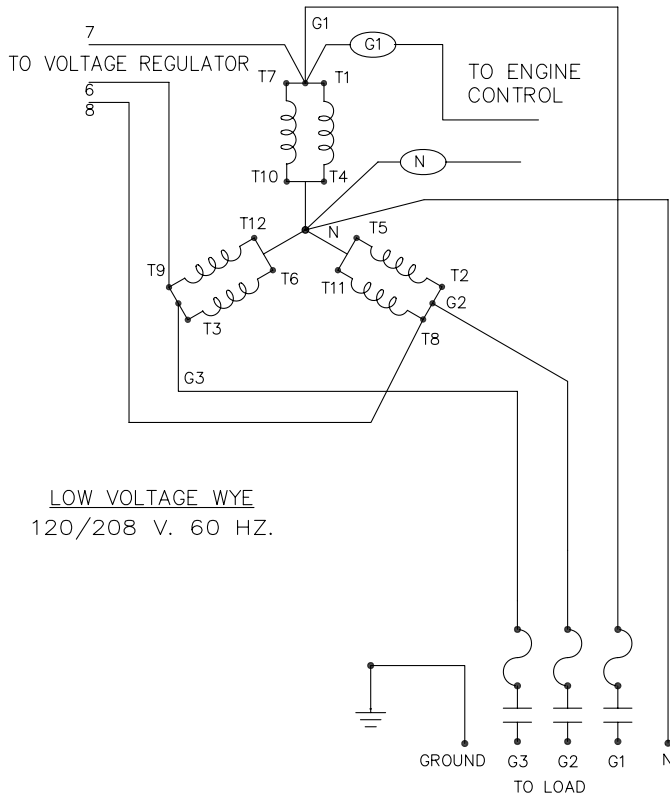 G1
7
G1
TO VOLTAGE REGULATOR
T7
T1
TO ENGINE
CONTROL
6
8
T10
T4
N
T12
N
T5
T9
T6
T11
T2
T3
G2
T8
G3
LOW VOLTAGE WYE
120/208 V. 60 HZ.
GROUND
G3
G2
G1
N
TO LOAD